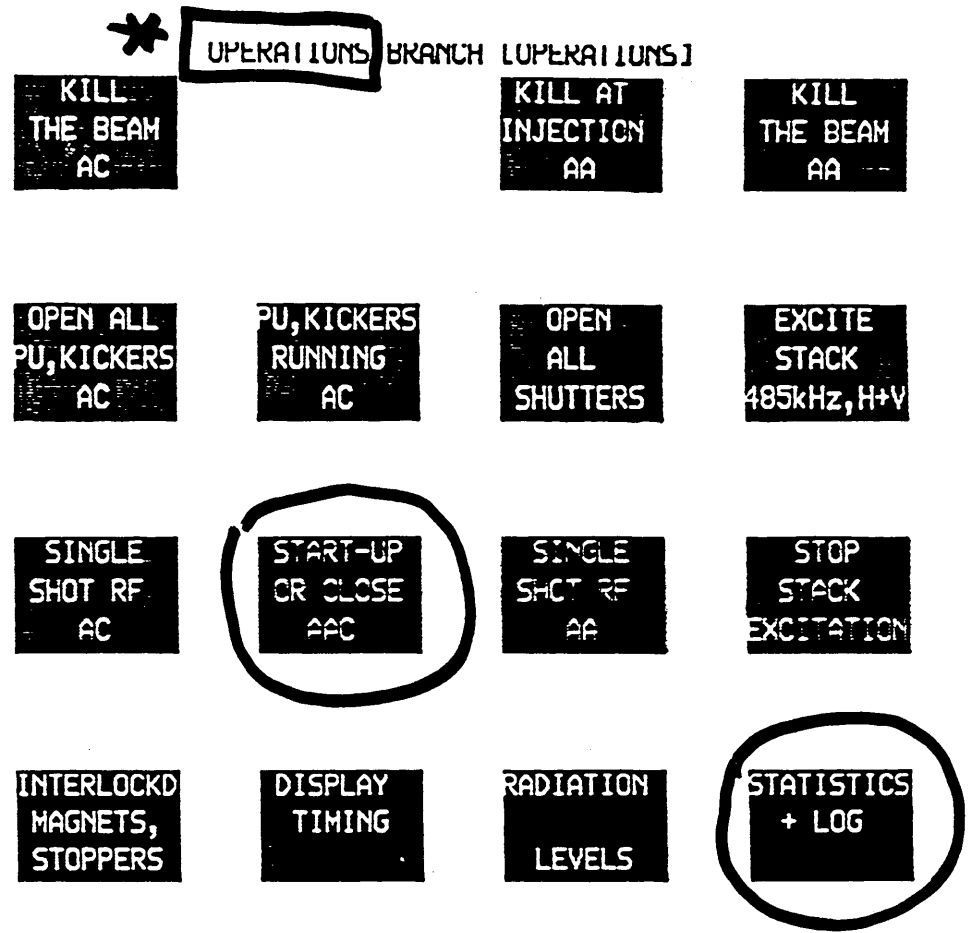 * OPERATIONS BRANCH [OPERATIONS]
KILL
THE BEAM
AC
KILL AT
INJECTION
AA
KILL
THE BEAM
AA
OPEN ALL
PU,KICKERS
AC
PU,KICKERS
RUNNING
AC
OPEN
ALL
SHUTTERS
EXCITE
STACK
485kHz,H+V
SINGLE
SHOT RF
AC
START-UP
OR CLOSE
AAC
SINGLE
SHOT RF
AA
STOP
STACK
EXCITATION
INTERLOCKD
MAGNETS,
STOPPERS
DISPLAY
TIMING
RADIATION
LEVELS
STATISTICS
+ LOG